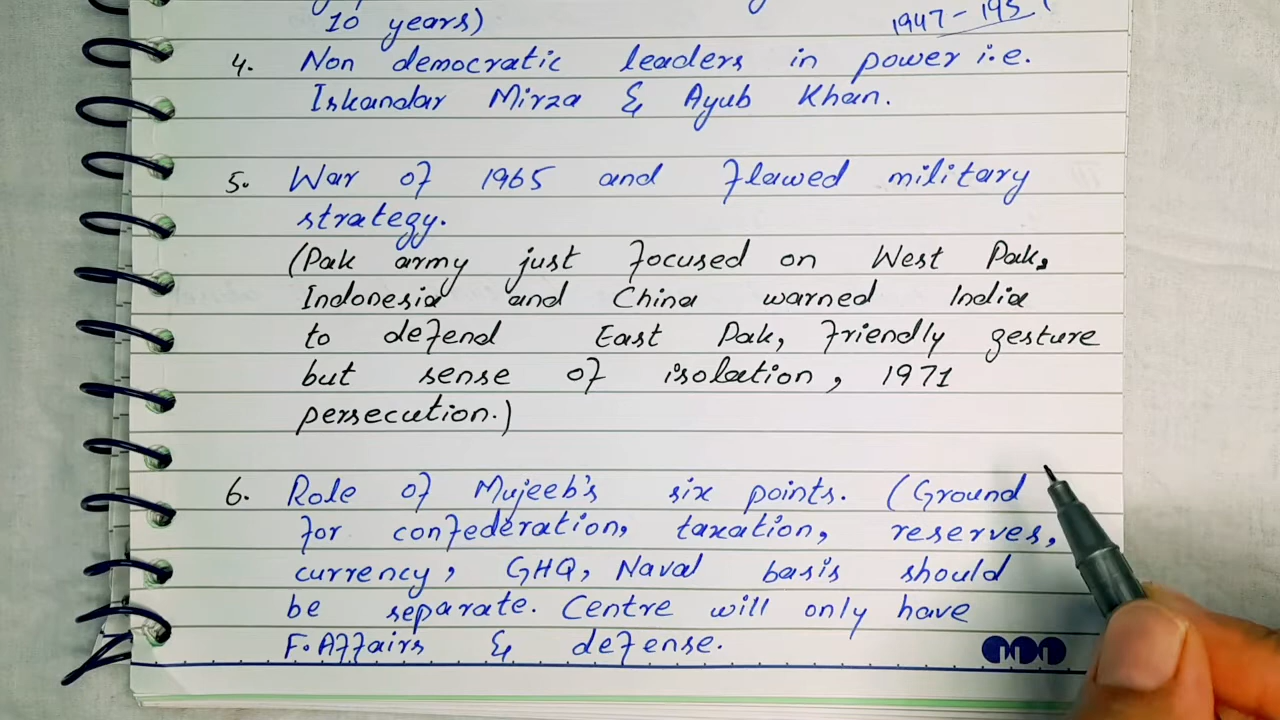 10 years)
1947 - 195
4. Non democratic leaders in power i.e.
Iskandar Mirza & Ayub Khan.
5. War of 1965 and flawed military
strategy.
(Pak army just focused on West Pak,
Indonesia and China warned India
to defend East Pak, friendly gesture
but sense of isolation, 1971
persecution.)
6. Role of Mujeeb's six points. (Ground
for confederation, taxation, reserves,
currency, GHQ, Naval basis should
be separate. Centre will only have
F. Affairs & defense.